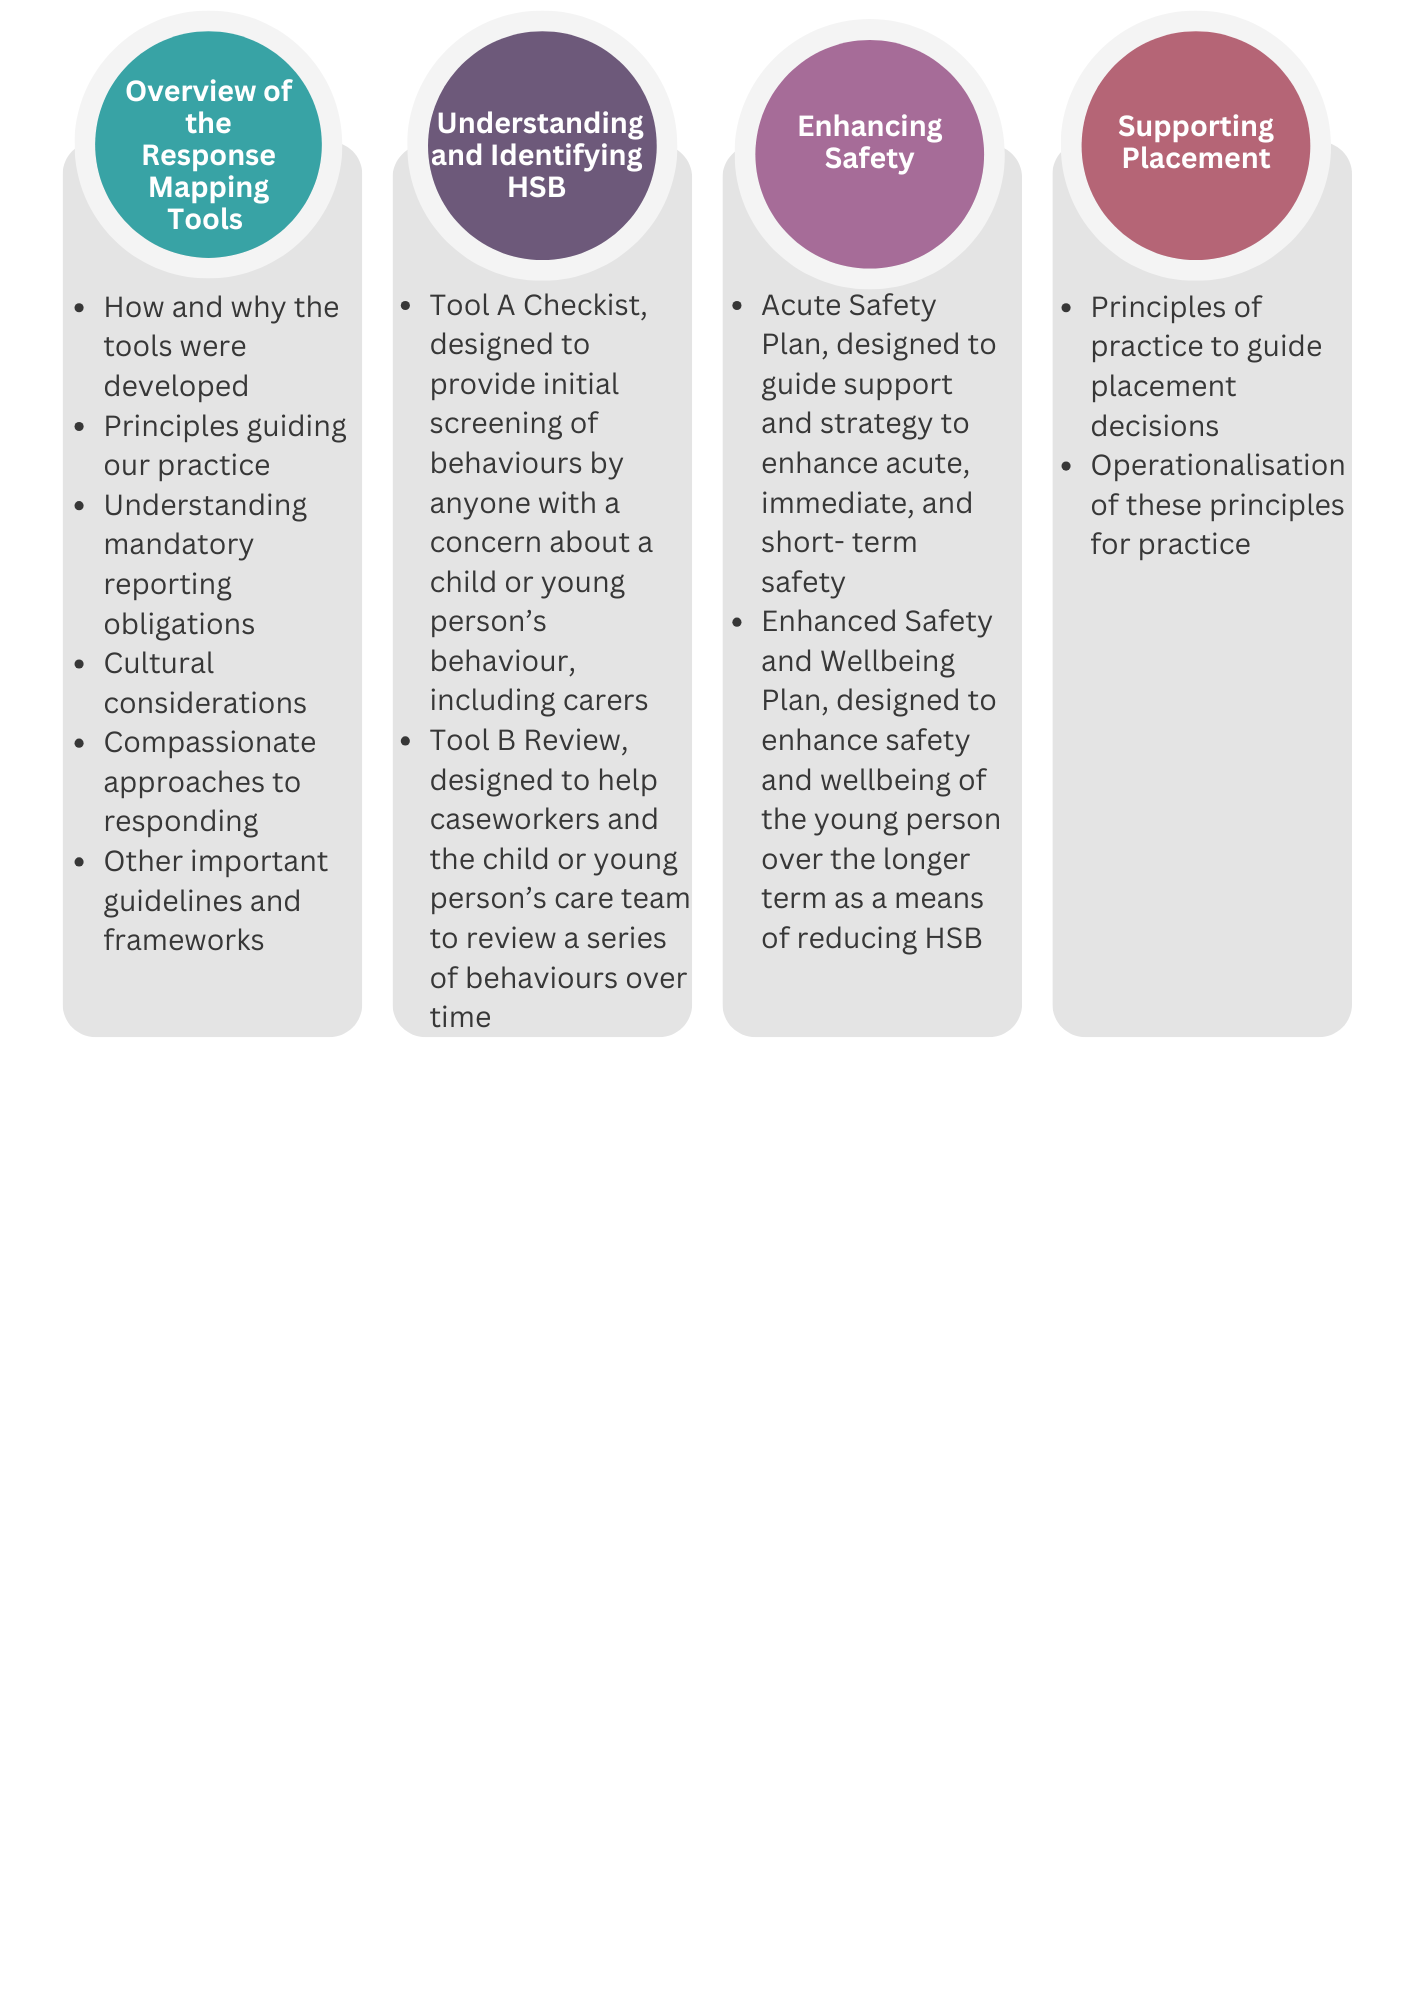 Overview of
the
Response
Mapping
Tools
• How and why the
tools were
developed
• Principles guiding
our practice
• Understanding
mandatory
reporting
obligations
• Cultural
considerations
• Compassionate
approaches to
responding
• Other important
guidelines and
frameworks
Understanding
and Identifying
HSB
• Tool A Checkist,
designed to
provide initial
screening of
behaviours by
anyone with a
concern about a
child or young
person’s
behaviour,
including carers
• Tool B Review,
designed to help
caseworkers and
the child or young
person’s care team
to review a series
of behaviours over
time
Enhancing
Safety
• Acute Safety
Plan, designed to
guide support
and strategy to
enhance acute,
immediate, and
short- term
safety
• Enhanced Safety
and Wellbeing
Plan, designed to
enhance safety
and wellbeing of
the young person
over the longer
term as a means
of reducing HSB
Supporting
Placement
• Principles of
practice to guide
placement
decisions
• Operationalisation
of these principles
for practice